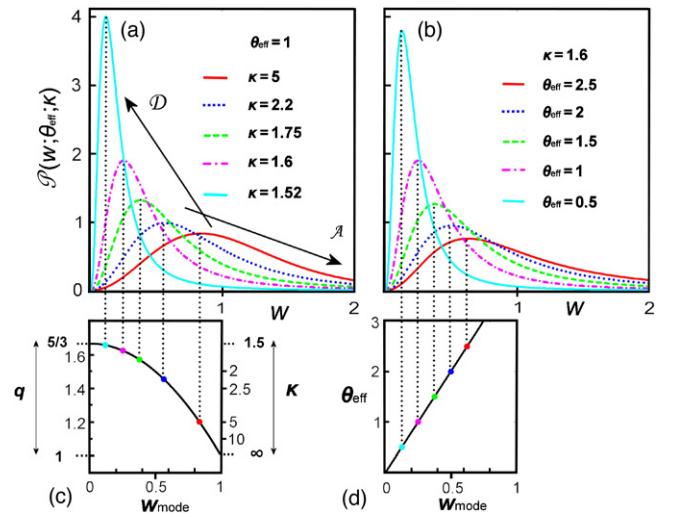 (a)
θeff = 1
κ = 5
κ = 2.2
κ = 1.75
κ = 1.6
κ = 1.52
𝒟
𝒜
𝒫(w;θeff;κ)
4
3
2
1
0
1
W
2
(b)
κ = 1.6
θeff = 2.5
θeff = 2
θeff = 1.5
θeff = 1
θeff = 0.5
1
W
2
q
5/3
1.6
1.4
1.2
1
1.5
2
2.5
5
10
∞
K
0
0.5
1
(c)
Wmode
θeff
3
2
1
0
0.5
1
(d)
Wmode